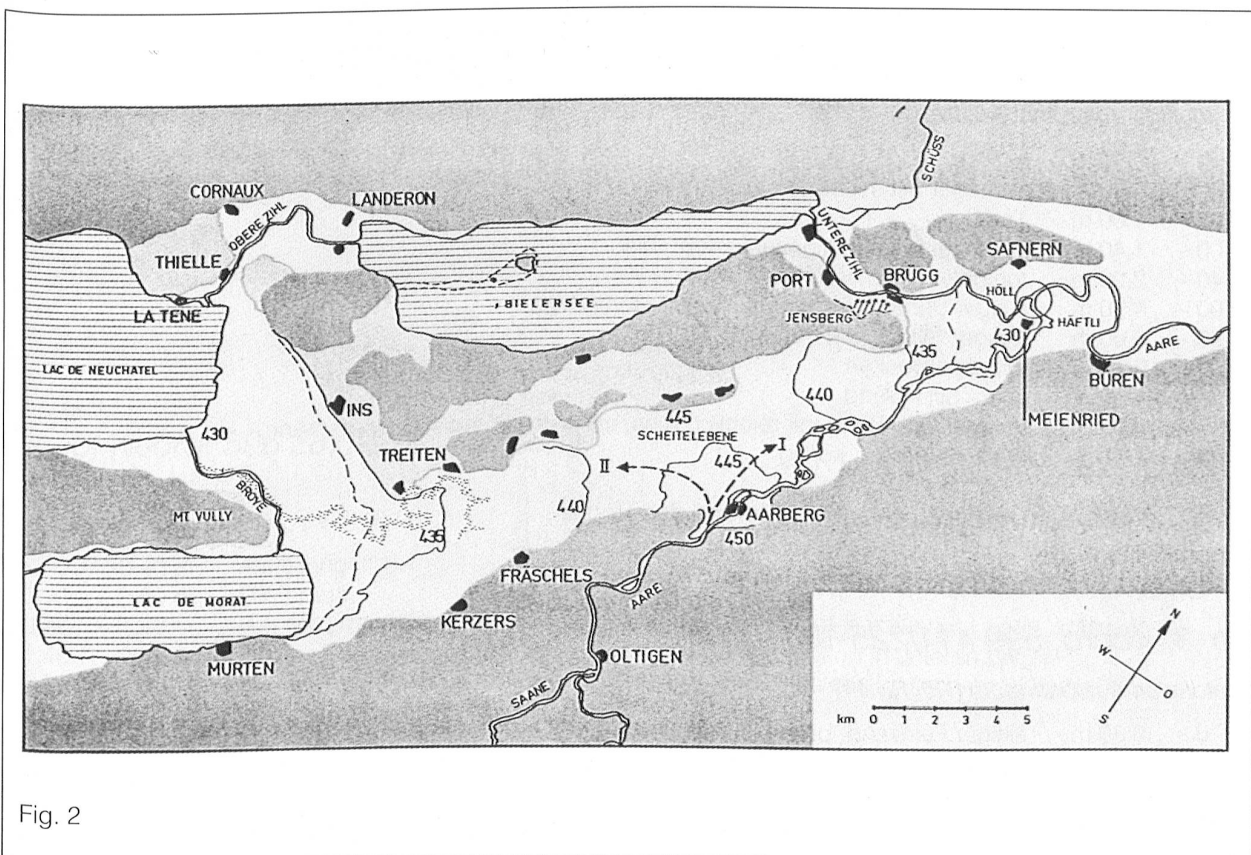 SCHÜSS
CORNAUX
LANDERON
OBERE ZIHL
UNTERE ZIHL
SAFNERN
THIELLE
PORT
BRÜGG
HÖLL
LA TENE
BIELERSEE
JENSBERG
430
HÄFTLI
AARE
435
BÜREN
LAC DE NEUCHATEL
440
INS
445
MEIENRIED
430
SCHEITELEBENE
I
TREITEN
II
445
BROYE
440
AARBERG
MT VULLY
435
450
FRÄSCHELS
AARE
LAC DE MORAT
KERZERS
MURTEN
OLTIGEN
SAANE
N
W
O
S
km 0 1 2 3 4 5
Fig. 2